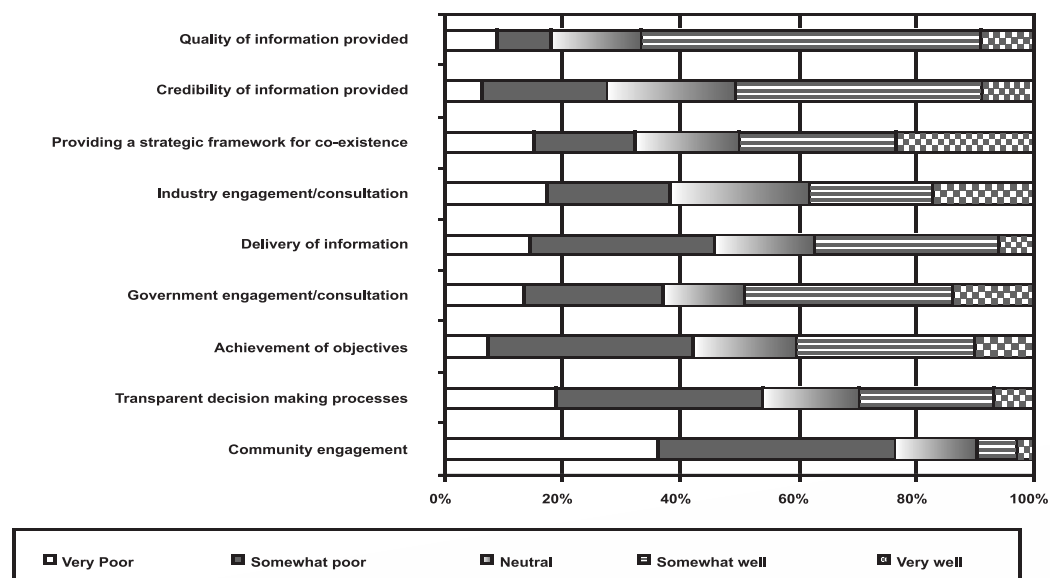 Quality of information provided
Credibility of information provided
Providing a strategic framework for co-existence
Industry engagement/consultation
Delivery of information
Government engagement/consultation
Achievement of objectives
Transparent decision making processes
Community engagement
0% 20% 40% 60% 80% 100%
Very Poor Somewhat poor Neutral Somewhat well Very well